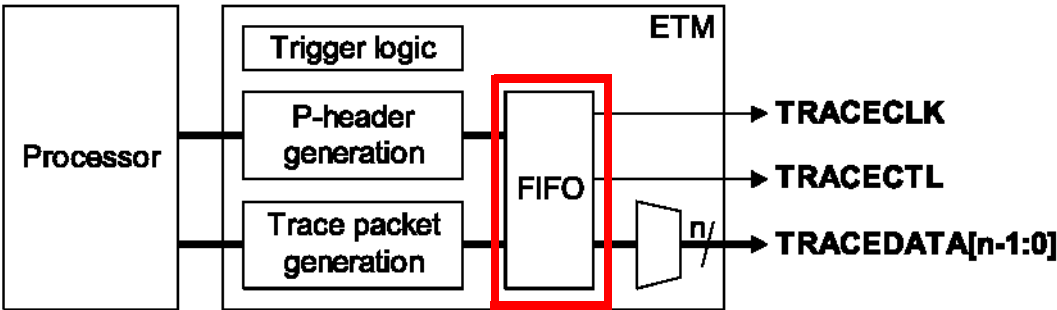 ETM
Trigger logic
P-header
generation
TRACECLK
Processor
FIFO
TRACECTL
Trace packet
generation
n/
TRACEDATA[n-1:0]